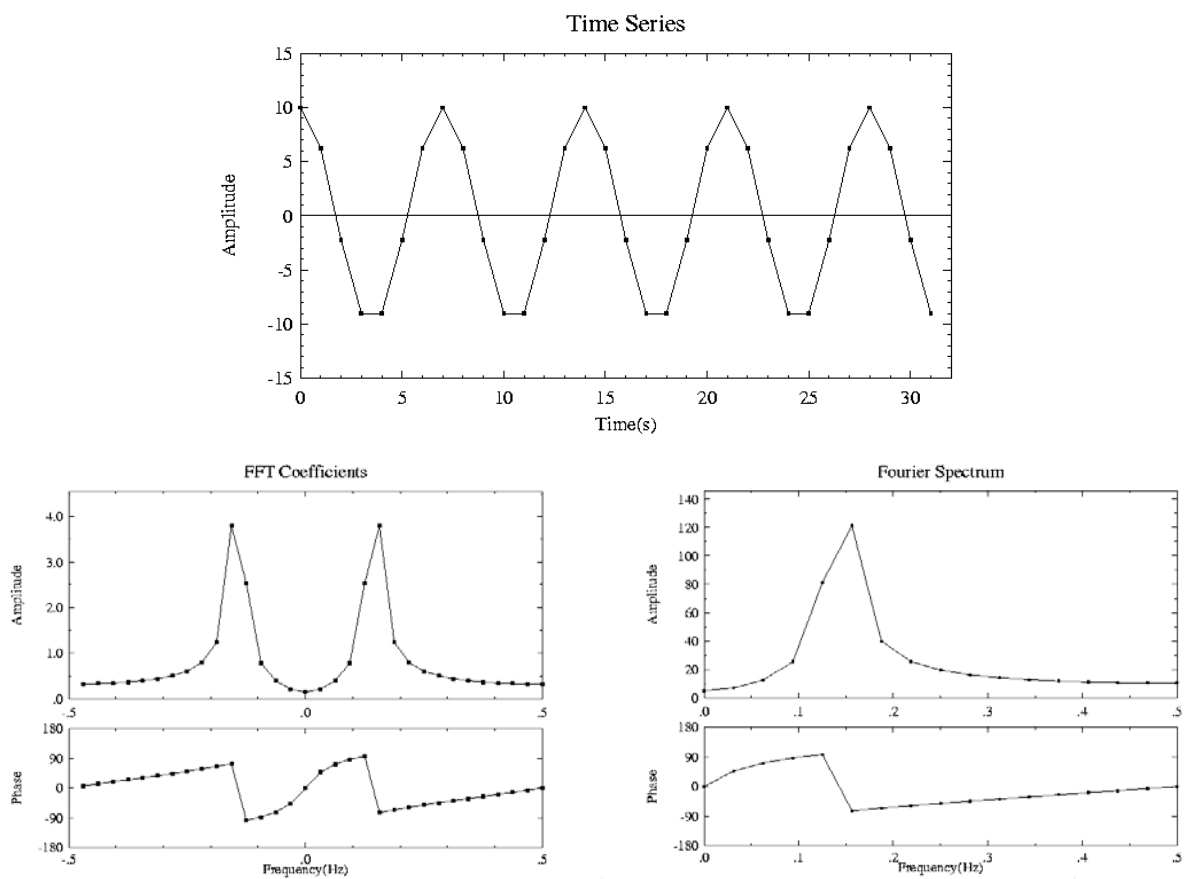 Time Series
15
10
5
0
-5
-10
-15
Amplitude
0 5 10 15 20 25 30
Time(s)
FFT Coefficients
4.0
3.0
2.0
1.0
.0
Amplitude
-.5 .0 .5
180
90
0
-90
-180
Phase
-.5 .0 .5
Frequency(Hz)
Fourier Spectrum
140
120
100
80
60
40
20
0
Amplitude
.0 .1 .2 .3 .4 .5
180
90
0
-90
-180
Phase
.0 .1 .2 .3 .4 .5
Frequency(Hz)